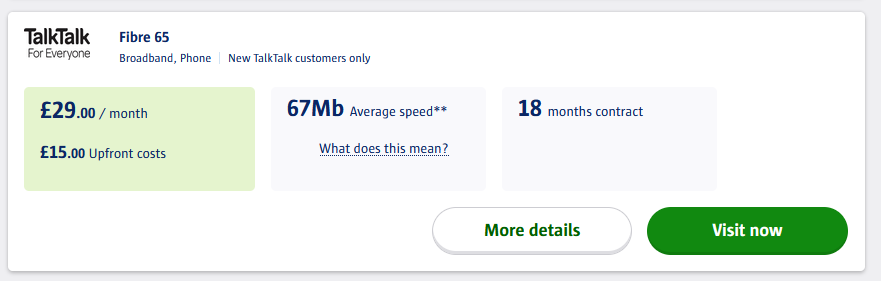 TalkTalk
For Everyone
Fibre 65
Broadband, Phone | New TalkTalk customers only
£29.00 / month
£15.00 Upfront costs
67Mb Average speed**
What does this mean?
18 months contract
More details
Visit now